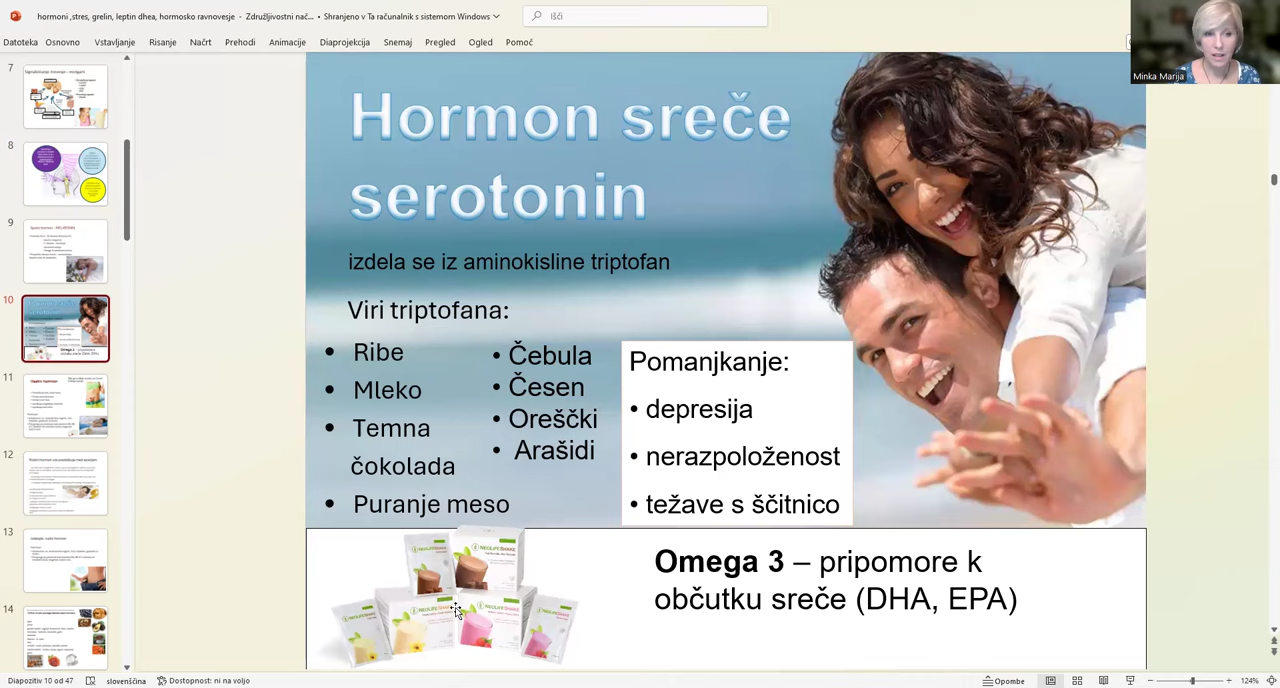 hormoni ,stres, grelin, leptin dhea, hormosko ravnovesje - Združljivostni nač... • Shranjeno v Ta računalnik s sistemom Windows
Išči
Datoteka Osnovno Vstavljanje Risanje Načrt Prehodi Animacije Diaprojekcija Snemaj Pregled Ogled Pomoč
Minka Marija
7
8
9
10
11
12
13
14
Hormon sreče
serotonin
izdela se iz aminokisline triptofan
Viri triptofana:
• Ribe
• Mleko
• Temna
čokolada
• Puranje meso
• Čebula
• Česen
• Oreščki
• Arašidi
Pomanjkanje:
• depresija
• nerazpoloženost
• težave s ščitnico
NEOLIFESHAKE
Omega 3 – pripomore k
občutku sreče (DHA, EPA)
Diapozitiv 10 od 47 slovenščina Dostopnost: ni na voljo Opombe 124%